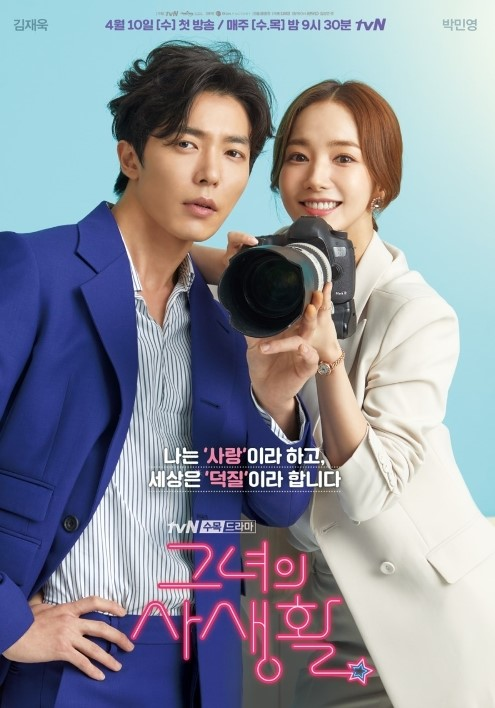 김재욱
4월 10일 [수] 첫 방송 / 매주 [수,목] 밤 9시 30분 tvN
박민영
나는 '사랑'이라 하고,
세상은 '덕질'이라 합니다
tvN 수목 드라마
그녀의
사생활